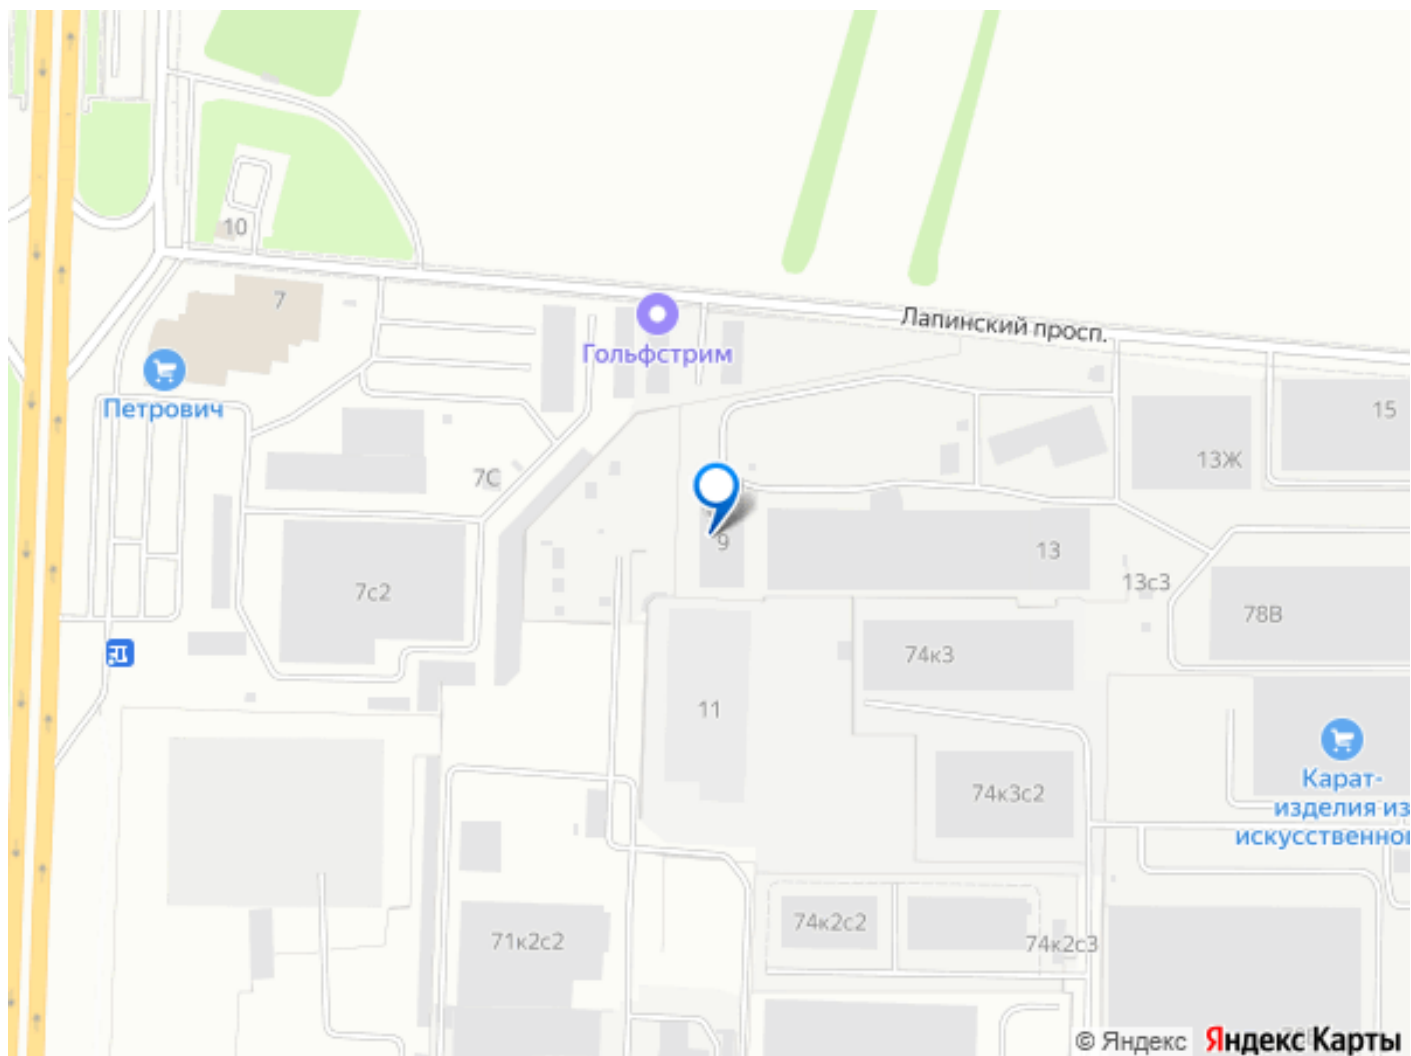 10
7
Лапинский просп.
Гольфстрим
Петрович
15
13Ж
7С
9
13
7с2
13с3
78В
74к3
11
Карат-
изделия из
искусственно
74к3с2
74к2с2
74к2с3
71к2с2
© Яндекс
Яндекс Карты